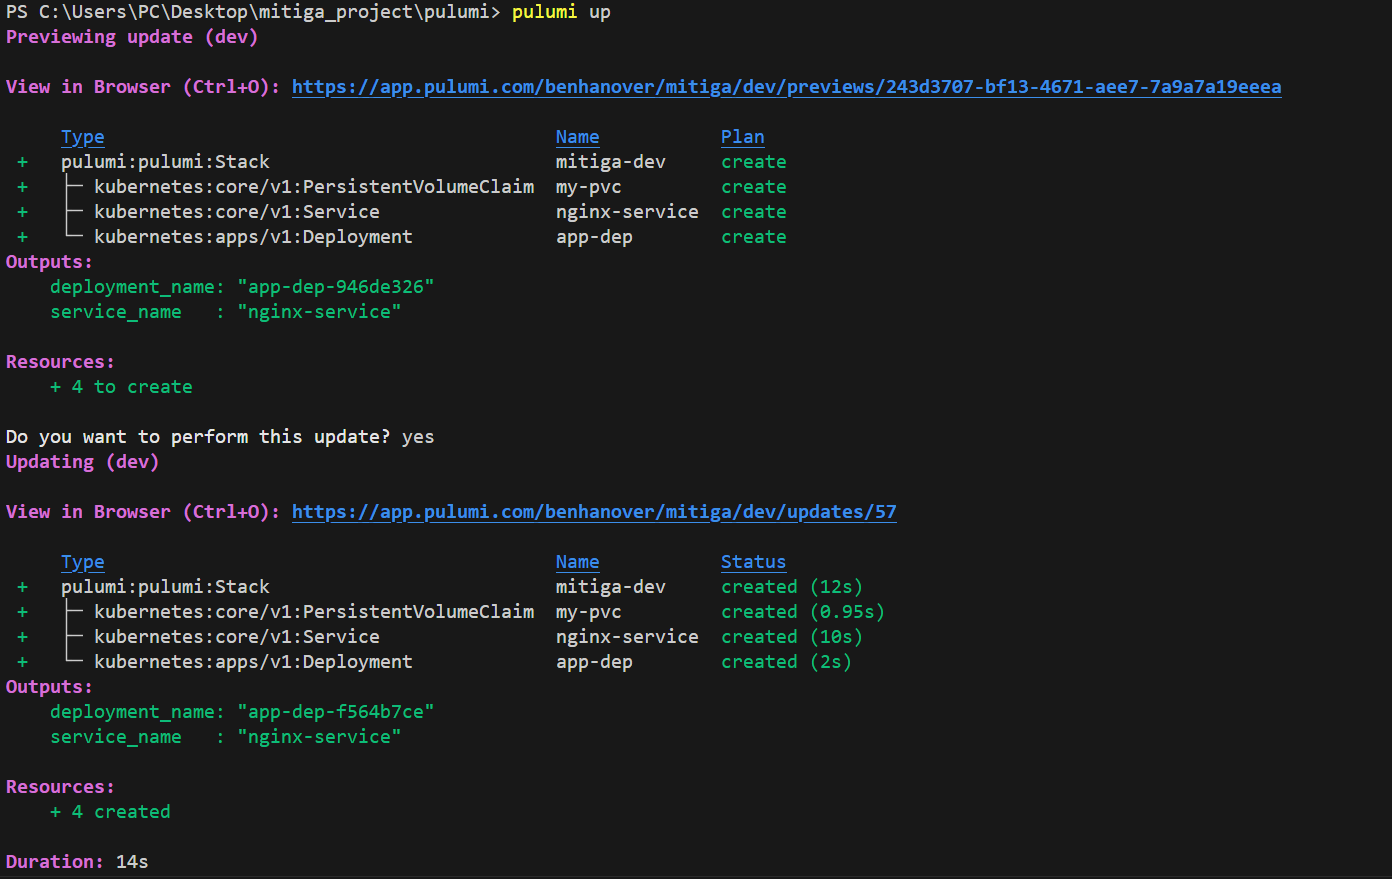 PS C:\Users\PC\Desktop\mitiga_project\pulumi> pulumi up
Previewing update (dev)
View in Browser (Ctrl+O): https://app.pulumi.com/benhanover/mitiga/dev/previews/243d3707-bf13-4671-aee7-7a9a7a19eeea
Type Name Plan
+ pulumi:pulumi:Stack mitiga-dev create
+ ├─ kubernetes:core/v1:PersistentVolumeClaim my-pvc create
+ ├─ kubernetes:core/v1:Service nginx-service create
+ └─ kubernetes:apps/v1:Deployment app-dep create
Outputs:
deployment_name: "app-dep-946de326"
service_name : "nginx-service"
Resources:
+ 4 to create
Do you want to perform this update? yes
Updating (dev)
View in Browser (Ctrl+O): https://app.pulumi.com/benhanover/mitiga/dev/updates/57
Type Name Status
+ pulumi:pulumi:Stack mitiga-dev created (12s)
+ ├─ kubernetes:core/v1:PersistentVolumeClaim my-pvc created (0.95s)
+ ├─ kubernetes:core/v1:Service nginx-service created (10s)
+ └─ kubernetes:apps/v1:Deployment app-dep created (2s)
Outputs:
deployment_name: "app-dep-f564b7ce"
service_name : "nginx-service"
Resources:
+ 4 created
Duration: 14s